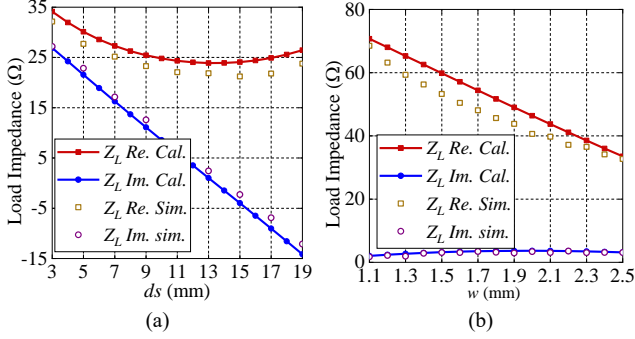 35
25
15
5
-5
-15
Load Impedance (Ω)
Z_L Re. Cal.
Z_L Im. Cal.
Z_L Re. Sim.
Z_L Im. sim.
3 5 7 9 11 13 15 17 19
ds (mm)
(a)
80
60
40
20
0
Load Impedance (Ω)
Z_L Re. Cal.
Z_L Im. Cal.
Z_L Re. Sim.
Z_L Im. sim.
1.1 1.3 1.5 1.7 1.9 2.1 2.3 2.5
w (mm)
(b)